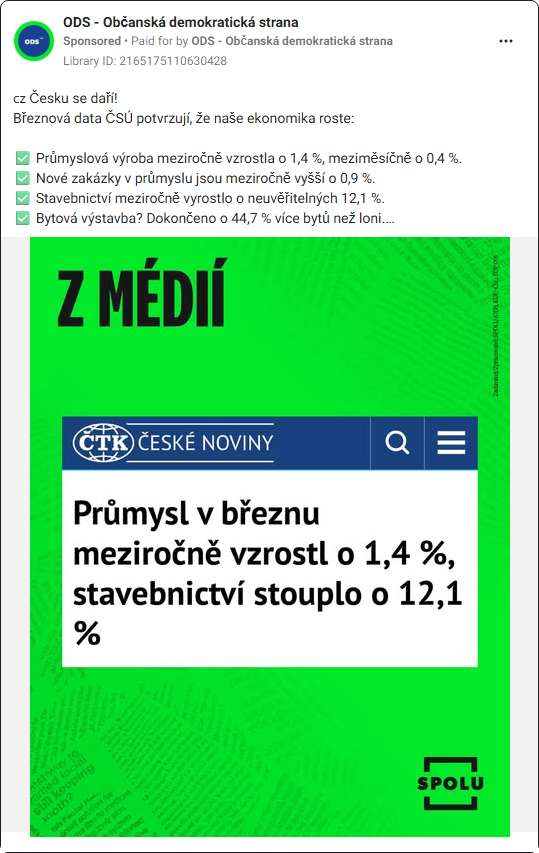 ODS - Občanská demokratická strana
Sponsored • Paid for by ODS - Občanská demokratická strana
Library ID: 2165175110630428
cz Česku se daří!
Březnová data ČSÚ potvrzují, že naše ekonomika roste:
✅ Průmyslová výroba meziročně vzrostla o 1,4 %, meziměsíčně o 0,4 %.
✅ Nové zakázky v průmyslu jsou meziročně vyšší o 0,9 %.
✅ Stavebnictví meziročně vyrostlo o neuvěřitelných 12,1 %.
✅ Bytová výstavba? Dokončeno o 44,7 % více bytů než loni....
Z MÉDIÍ
ČTK ČESKÉ NOVINY
Průmysl v březnu
meziročně vzrostl o 1,4 %,
stavebnictví stouplo o 12,1
%
SPOLU